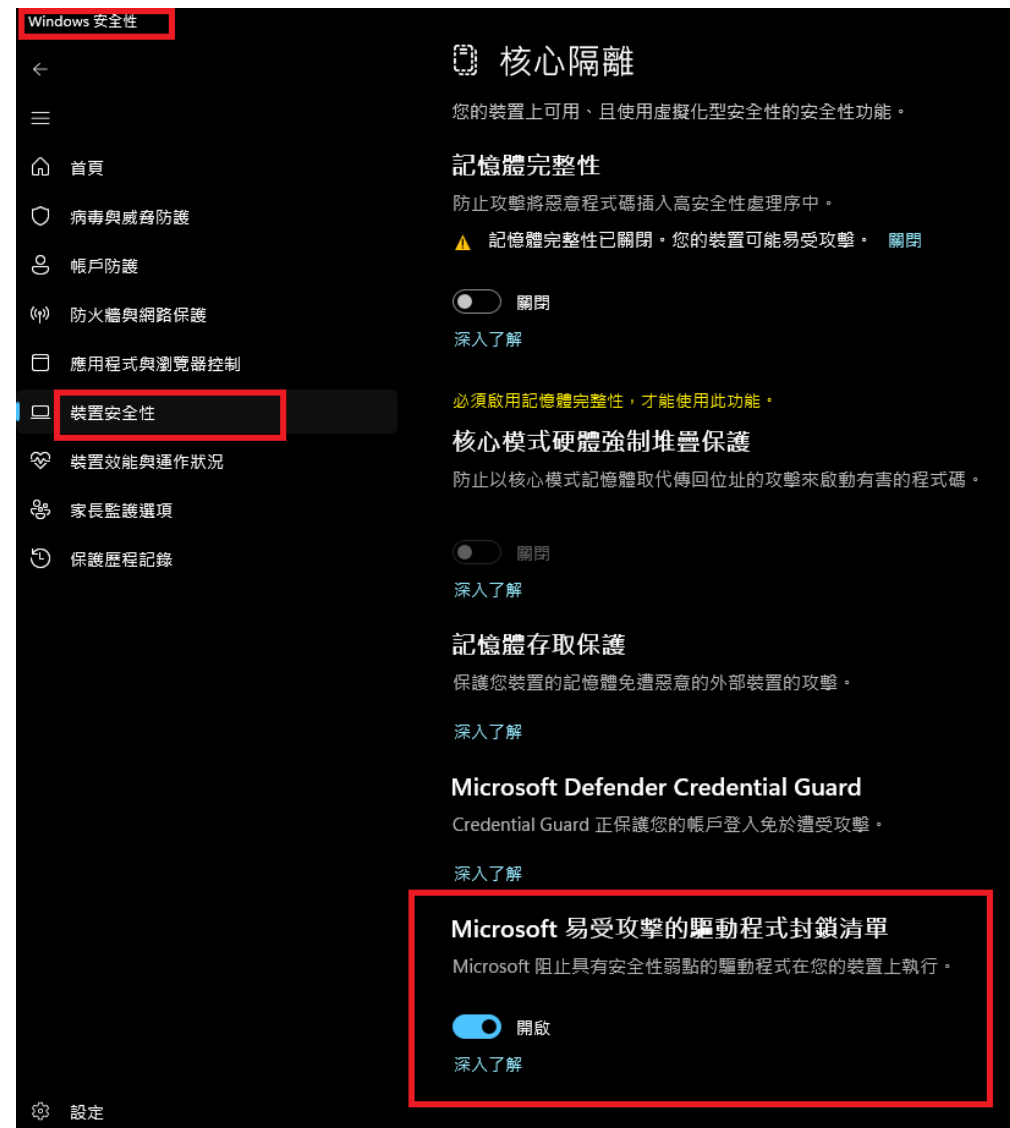 Windows 安全性
首頁
病毒與威脅防護
帳戶防護
防火牆與網路保護
應用程式與瀏覽器控制
裝置安全性
裝置效能與運作狀況
家長監護選項
保護歷程記錄
設定
核心隔離
您的裝置上可用、且使用虛擬化型安全性的安全性功能。
記憶體完整性
防止攻擊將惡意程式碼插入高安全性處理序中。
記憶體完整性已關閉。您的裝置可能易受攻擊。 關閉
關閉
深入了解
必須啟用記憶體完整性，才能使用此功能。
核心模式硬體強制堆疊保護
防止以核心模式記憶體取代傳回位址的攻擊來啟動有害的程式碼。
關閉
深入了解
記憶體存取保護
保護您裝置的記憶體免遭惡意的外部裝置的攻擊。
深入了解
Microsoft Defender Credential Guard
Credential Guard 正保護您的帳戶登入免於遭受攻擊。
深入了解
Microsoft 易受攻擊的驅動程式封鎖清單
Microsoft 阻止具有安全性弱點的驅動程式在您的裝置上執行。
開啟
深入了解